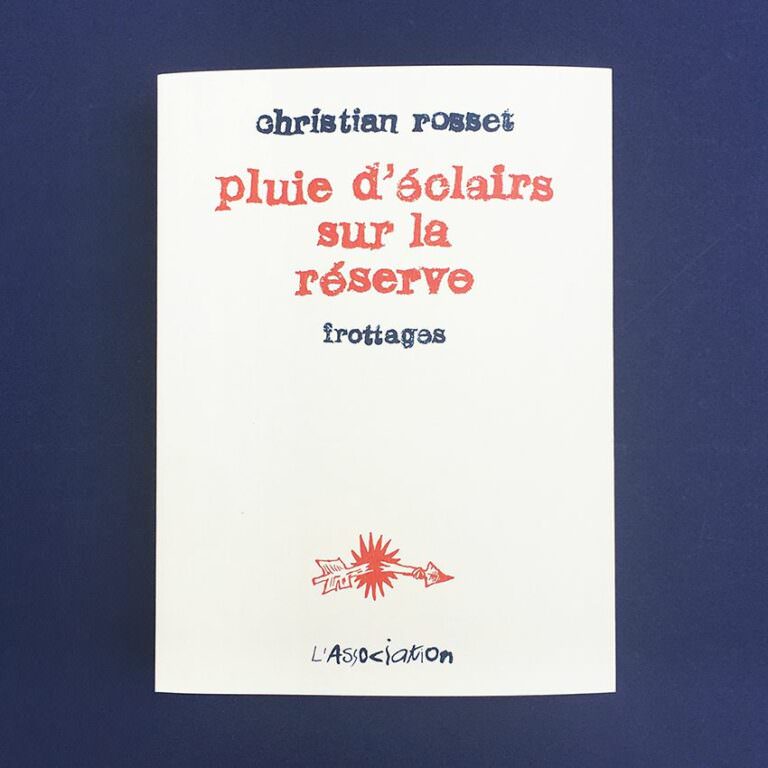 christian rosset
pluie d'éclairs
sur la
réserve
frottages
L'Association